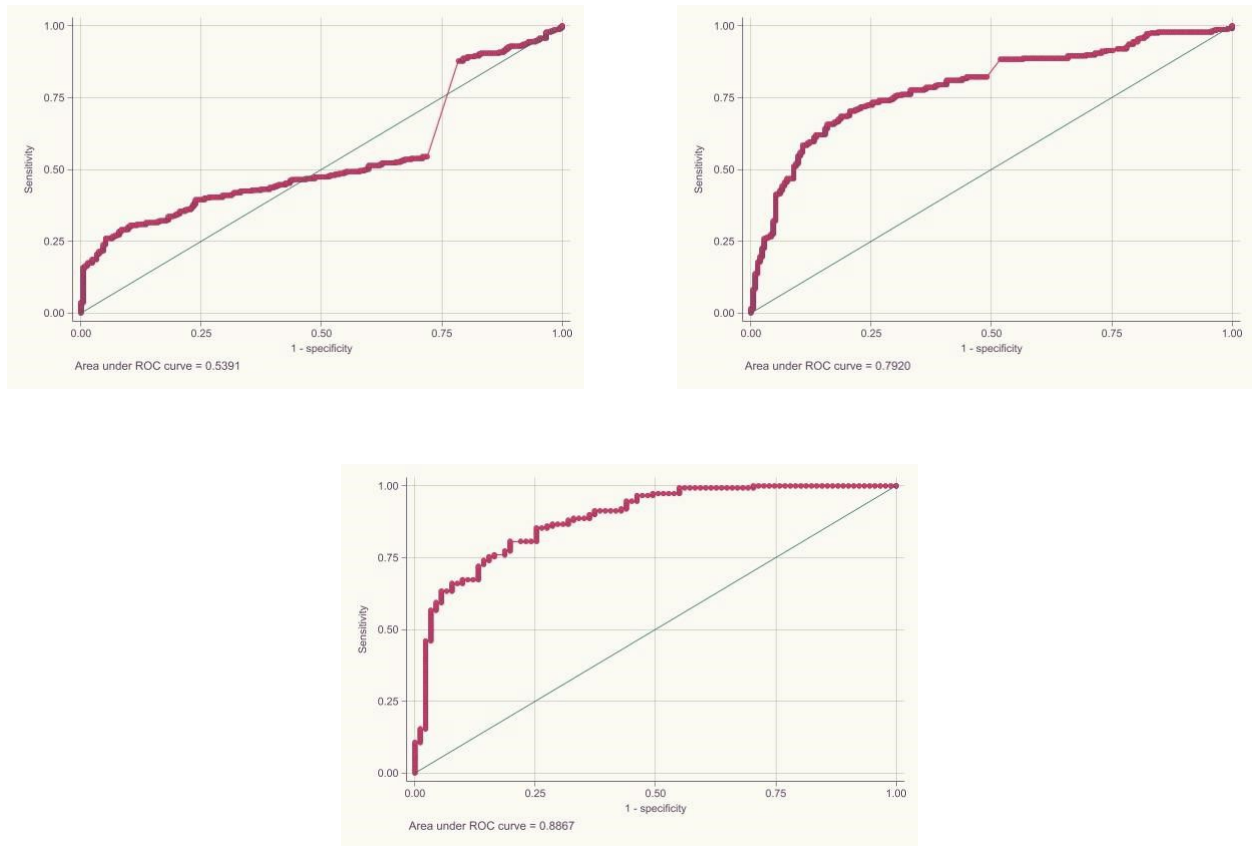 1.00
0.75
0.50
0.25
0.00
Sensitivity
0.00 0.25 0.50 0.75 1.00
1 - specificity
Area under ROC curve = 0.5391
1.00
0.75
0.50
0.25
0.00
Sensitivity
0.00 0.25 0.50 0.75 1.00
1 - specificity
Area under ROC curve = 0.7920
1.00
0.75
0.50
0.25
0.00
Sensitivity
0.00 0.25 0.50 0.75 1.00
1 - specificity
Area under ROC curve = 0.8867